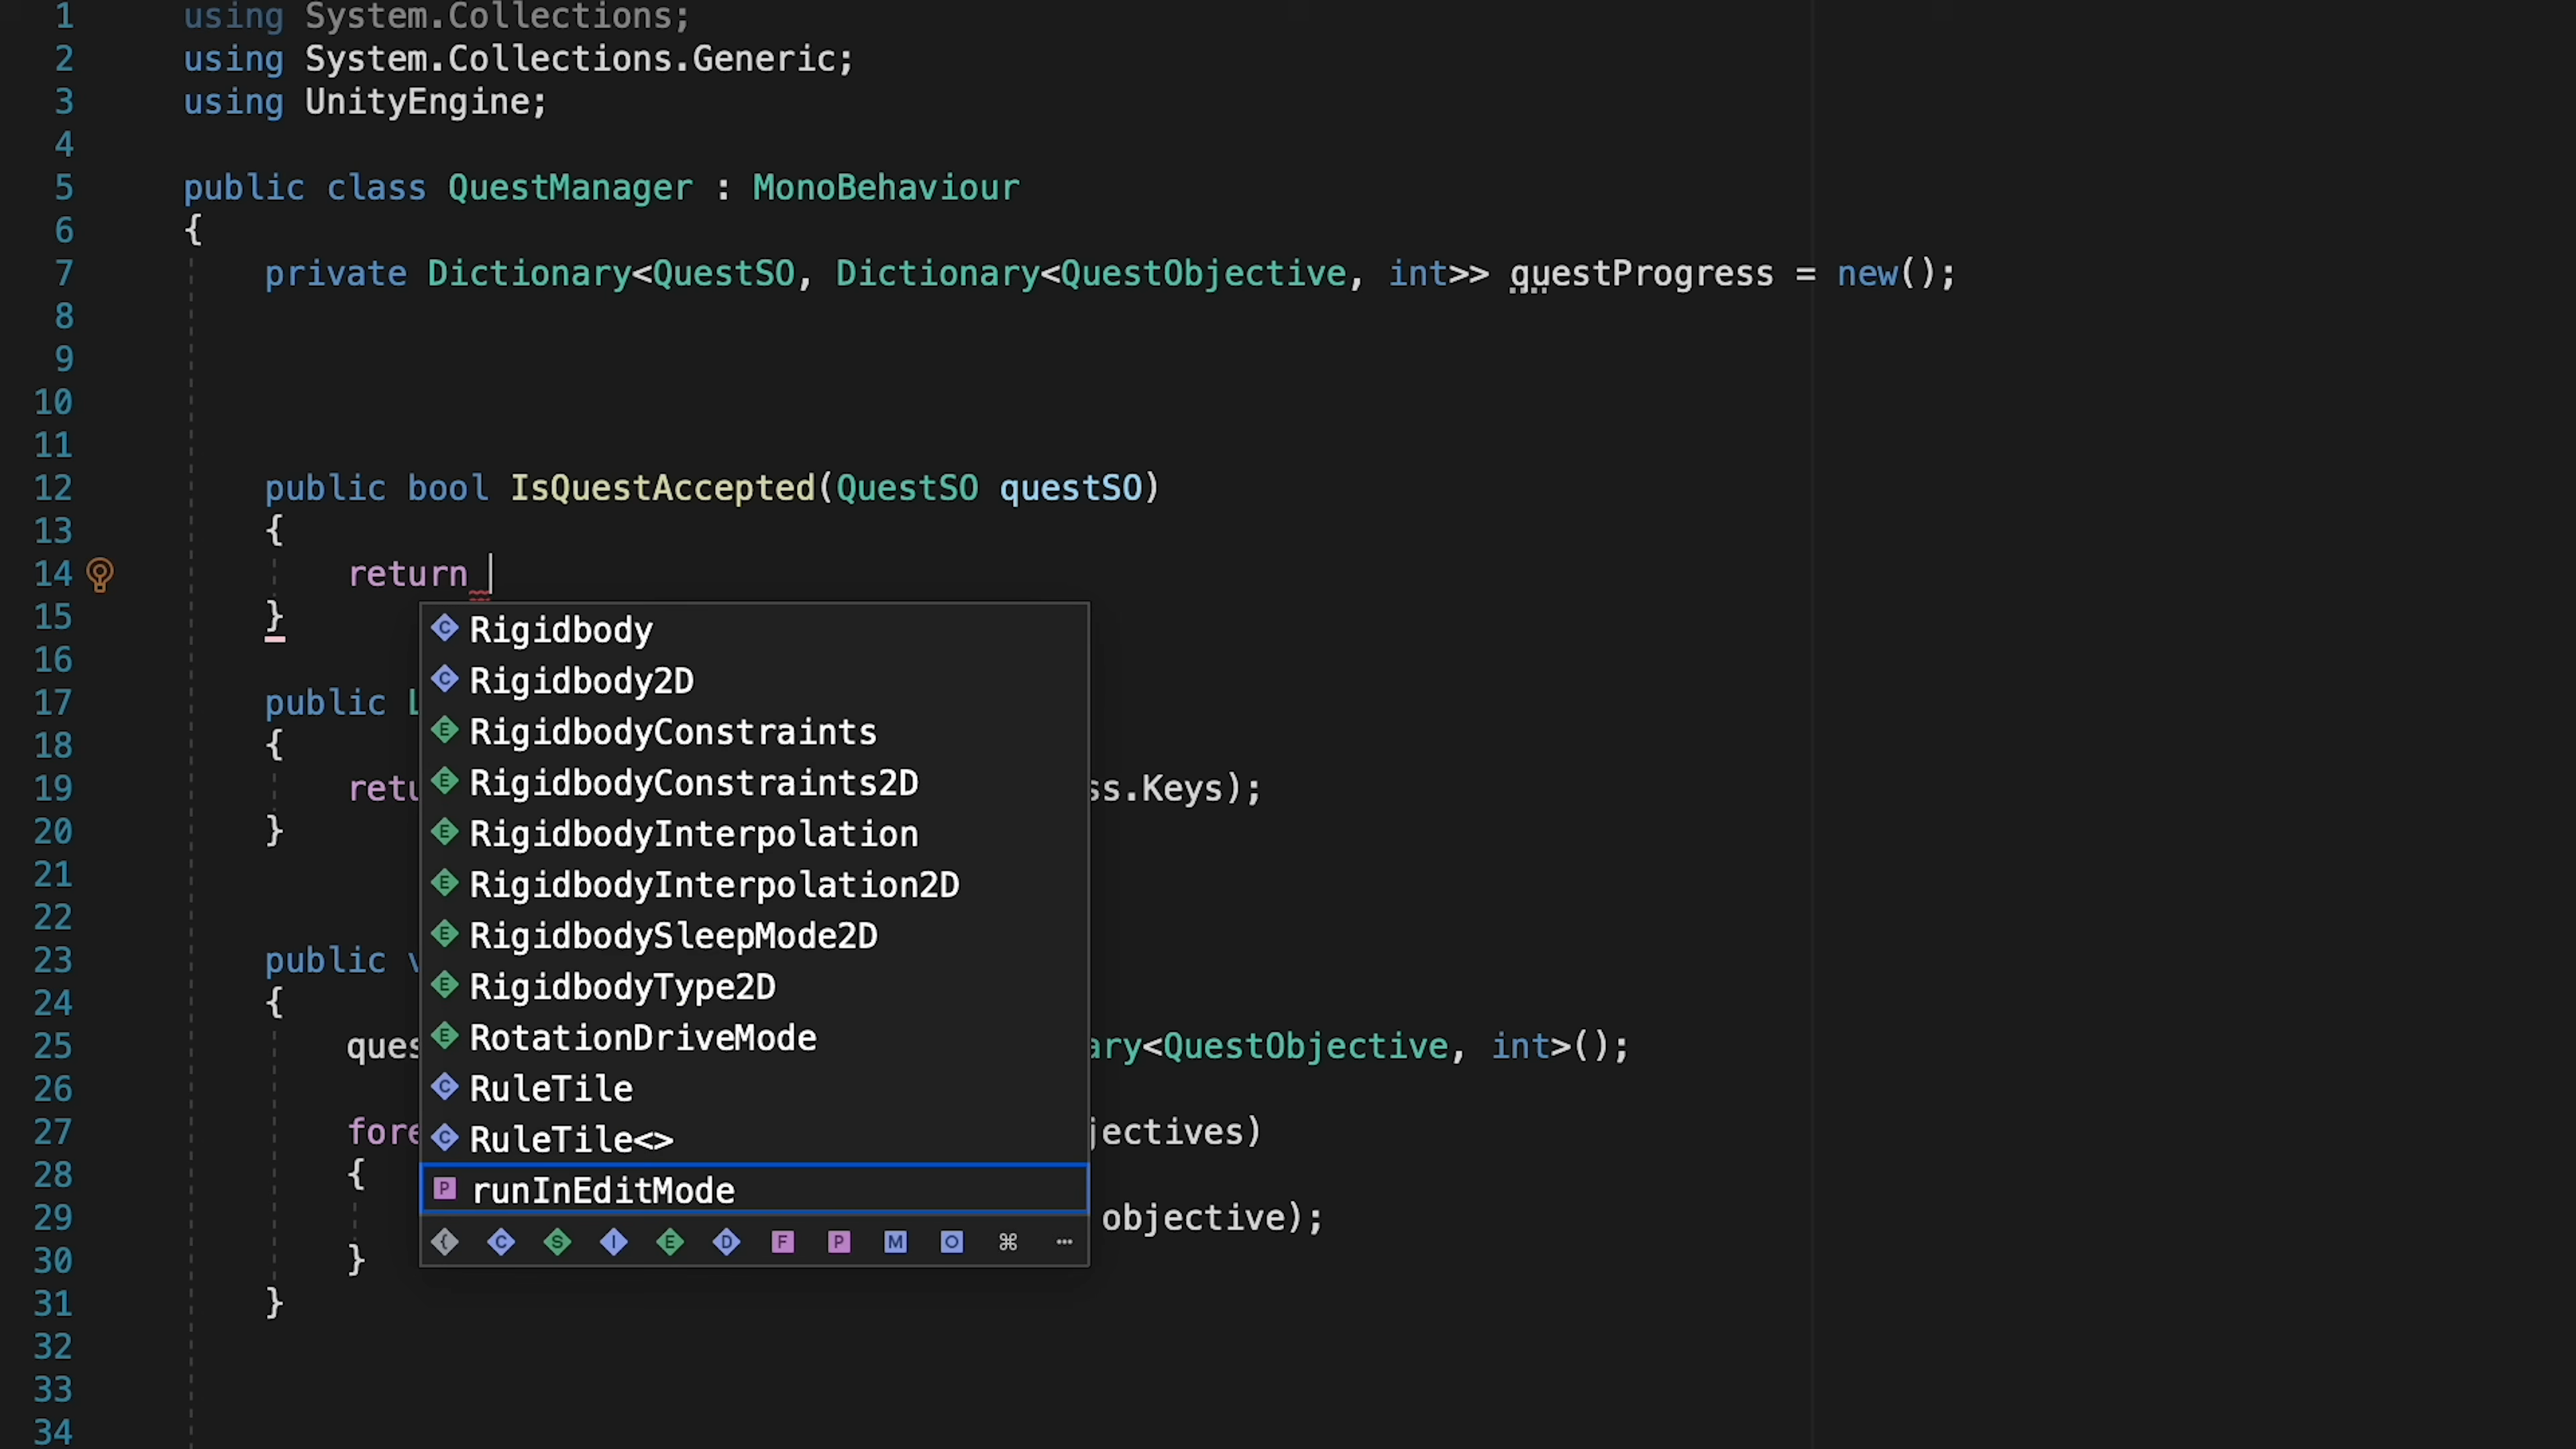 1 using System.Collections;
2 using System.Collections.Generic;
3 using UnityEngine;
4
5 public class QuestManager : MonoBehaviour
6 {
7 private Dictionary<QuestSO, Dictionary<QuestObjective, int>> questProgress = new();
8
9
10
11
12 public bool IsQuestAccepted(QuestSO questSO)
13 {
14 return
15 }
16
17 public
18 {
19 ss.Keys);
20 }
21
22
23 public
24 {
25 ary<QuestObjective, int>();
26
27 jectives)
28 {
29 objective);
30 }
31 }
32
33
34
Rigidbody
Rigidbody2D
RigidbodyConstraints
RigidbodyConstraints2D
RigidbodyInterpolation
RigidbodyInterpolation2D
RigidbodySleepMode2D
RigidbodyType2D
RotationDriveMode
RuleTile
RuleTile<>
runInEditMode
{ C S I E D F P M O ⌘ ···